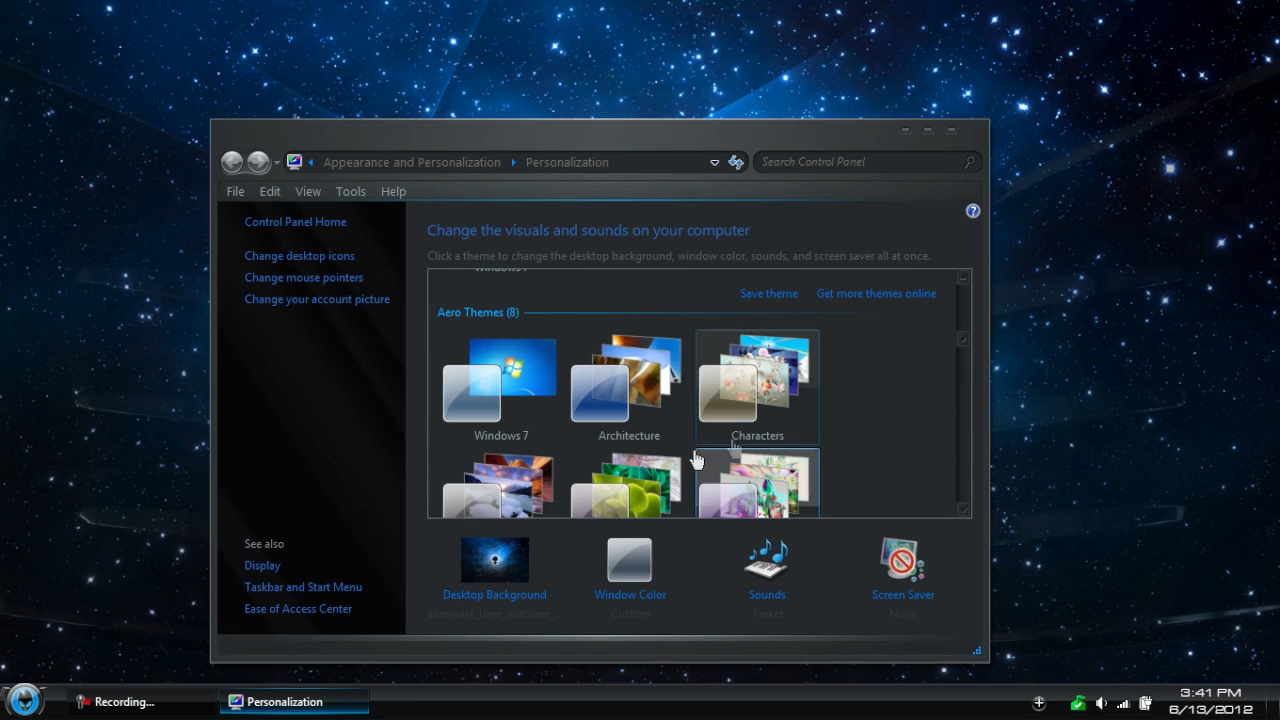 Appearance and Personalization
Personalization
Search Control Panel
File Edit View Tools Help
Control Panel Home
Change desktop icons
Change mouse pointers
Change your account picture
See also
Display
Taskbar and Start Menu
Ease of Access Center
Change the visuals and sounds on your computer
Click a theme to change the desktop background, window color, sounds, and screen saver all at once.
Save theme Get more themes online
Aero Themes (8)
Windows 7 Architecture Characters
Desktop Background Window Color Sounds Screen Saver
alienware_time_machine_... Custom Tinker None
Recording...
Personalization
3:41 PM
6/13/2012